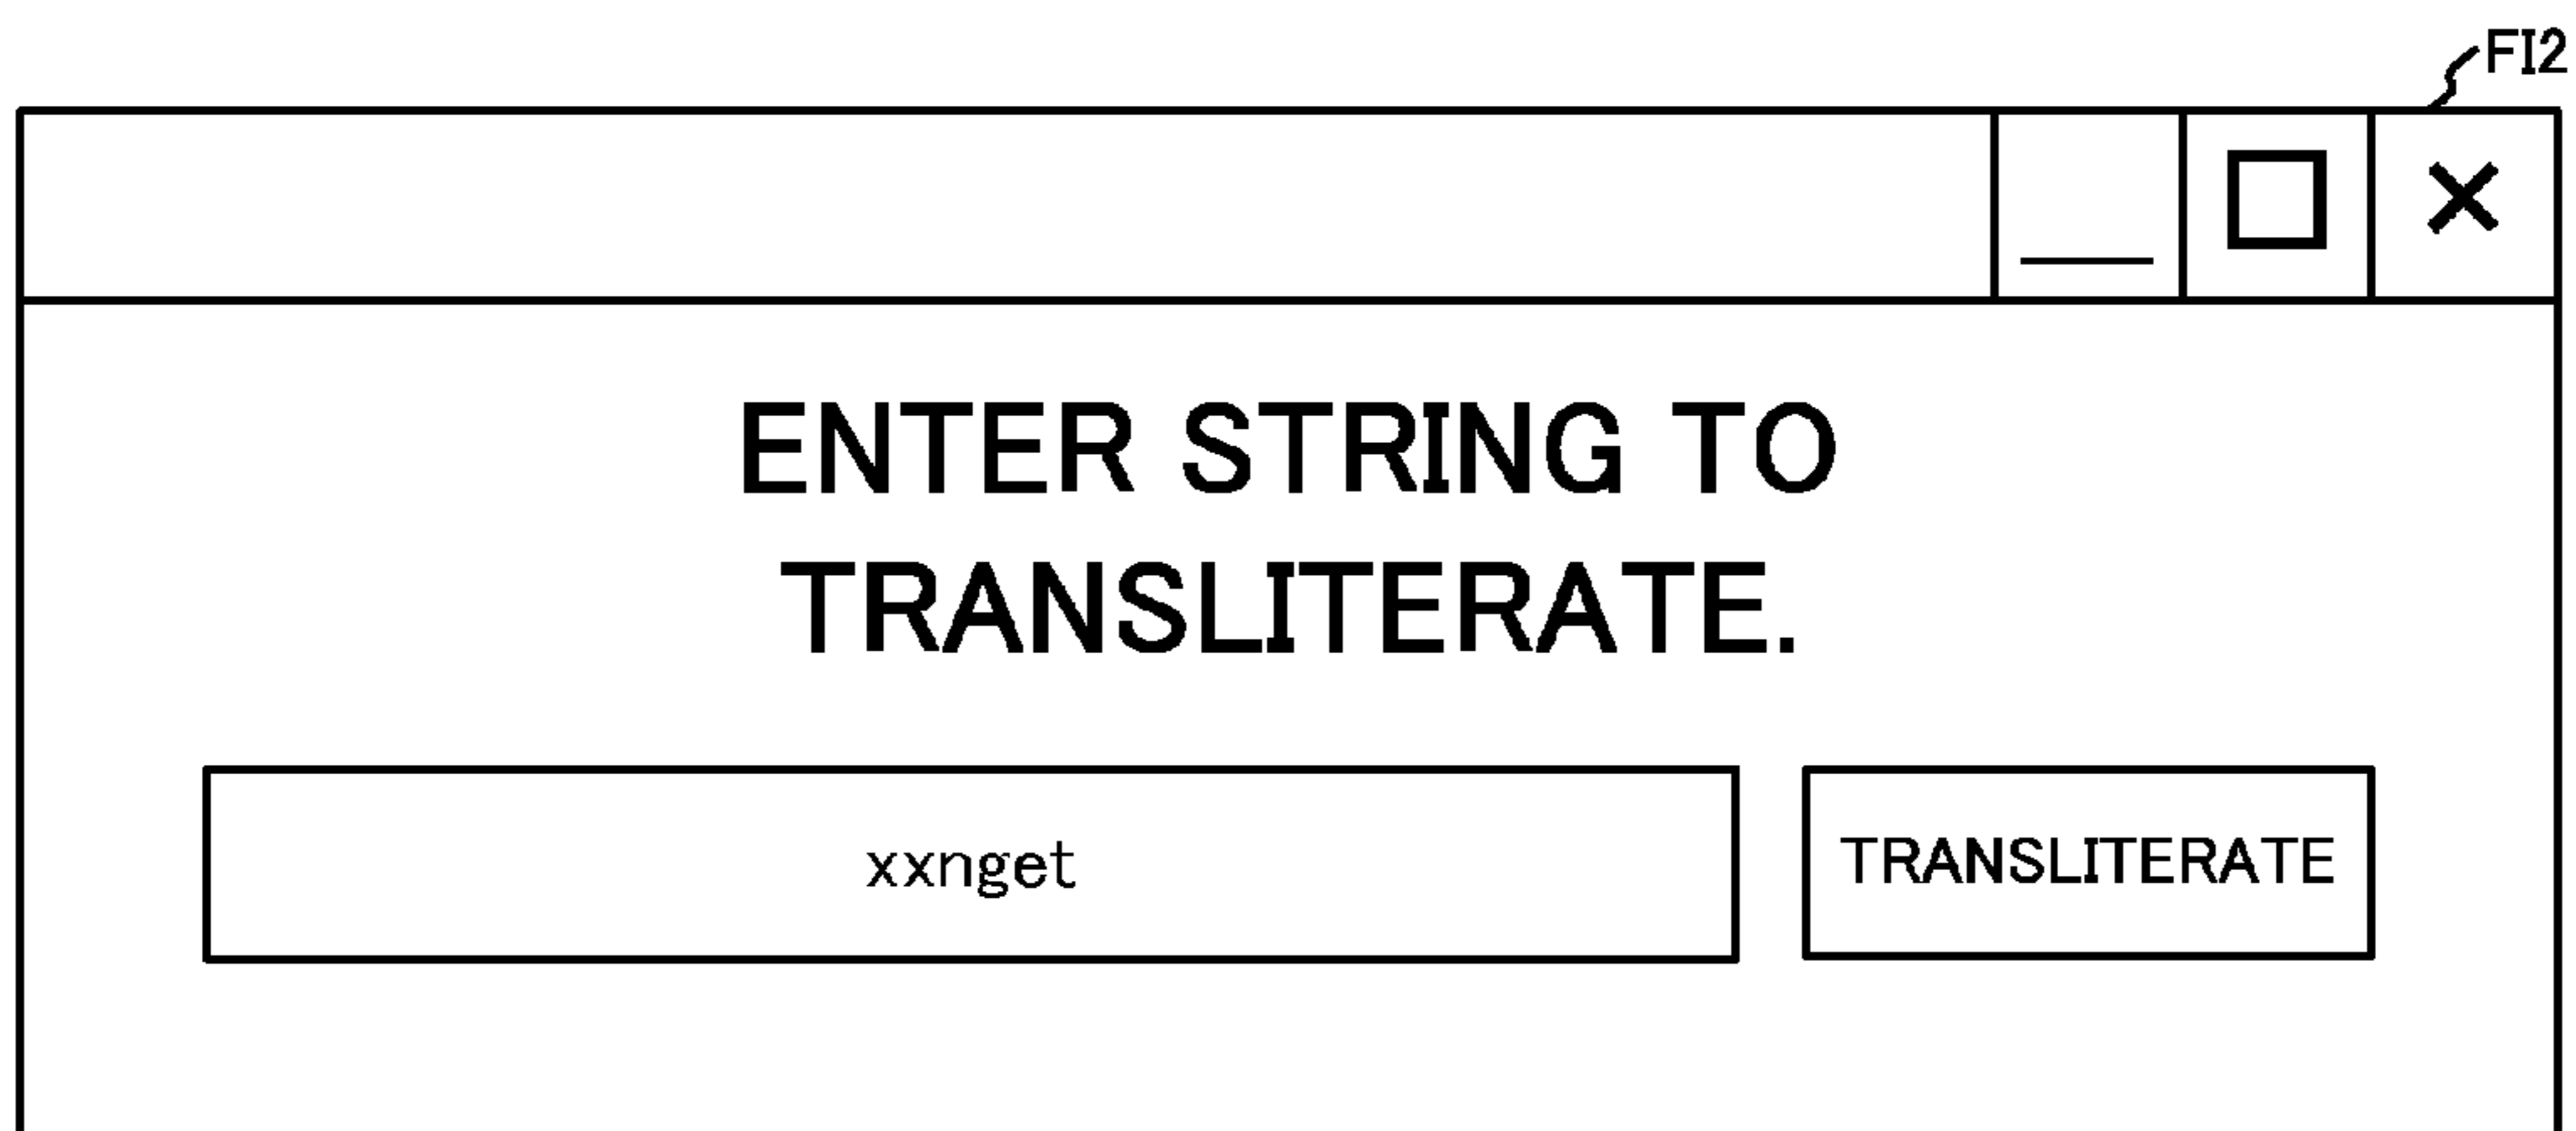 FI2
ENTER STRING TO
TRANSLITERATE.
xxnget
TRANSLITERATE